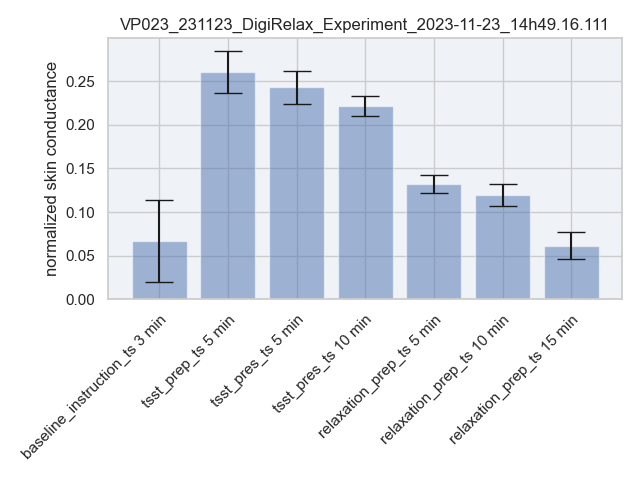 VP023_231123_DigiRelax_Experiment_2023-11-23_14h49.16.111
normalized skin conductance
0.25
0.20
0.15
0.10
0.05
0.00
baseline_instruction_ts 3 min
tsst_prep_ts 5 min
tsst_pres_ts 5 min
tsst_pres_ts 10 min
relaxation_prep_ts 5 min
relaxation_prep_ts 10 min
relaxation_prep_ts 15 min